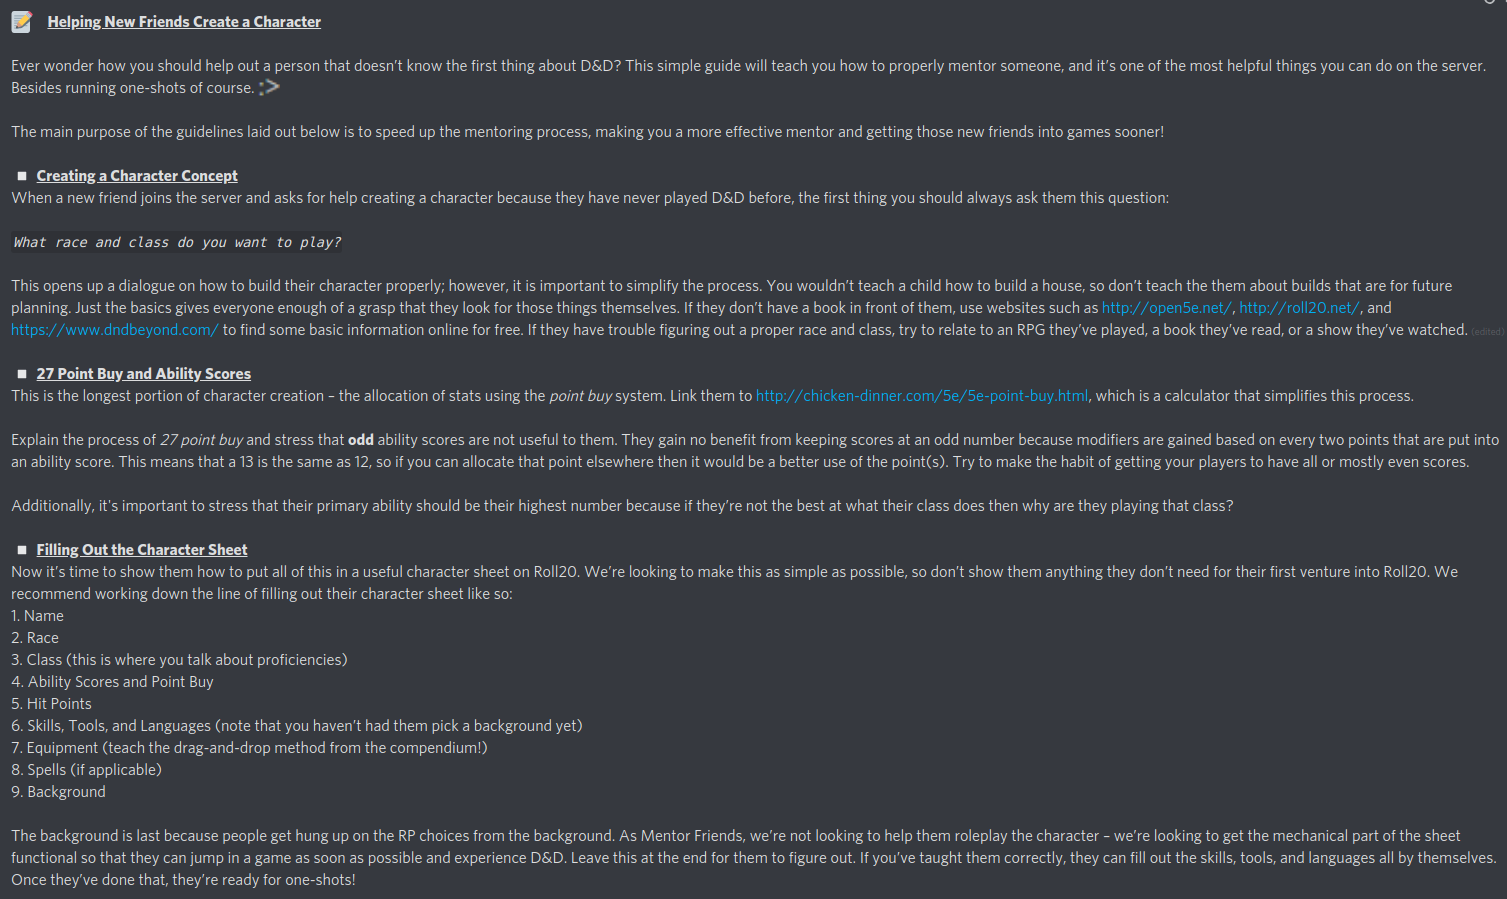 Helping New Friends Create a Character
Ever wonder how you should help out a person that doesn't know the first thing about D&D? This simple guide will teach you how to properly mentor someone, and it's one of the most helpful things you can do on the server.
Besides running one-shots of course. :>
The main purpose of the guidelines laid out below is to speed up the mentoring process, making you a more effective mentor and getting those new friends into games sooner!
▪ Creating a Character Concept
When a new friend joins the server and asks for help creating a character because they have never played D&D before, the first thing you should always ask them this question:
What race and class do you want to play?
This opens up a dialogue on how to build their character properly; however, it is important to simplify the process. You wouldn't teach a child how to build a house, so don't teach the them about builds that are for future
planning. Just the basics gives everyone enough of a grasp that they look for those things themselves. If they don't have a book in front of them, use websites such as http://open5e.net/, http://roll20.net/, and
https://www.dndbeyond.com/ to find some basic information online for free. If they have trouble figuring out a proper race and class, try to relate to an RPG they've played, a book they've read, or a show they've watched. (edited)
▪ 27 Point Buy and Ability Scores
This is the longest portion of character creation – the allocation of stats using the point buy system. Link them to http://chicken-dinner.com/5e/5e-point-buy.html, which is a calculator that simplifies this process.
Explain the process of 27 point buy and stress that odd ability scores are not useful to them. They gain no benefit from keeping scores at an odd number because modifiers are gained based on every two points that are put into
an ability score. This means that a 13 is the same as 12, so if you can allocate that point elsewhere then it would be a better use of the point(s). Try to make the habit of getting your players to have all or mostly even scores.
Additionally, it's important to stress that their primary ability should be their highest number because if they're not the best at what their class does then why are they playing that class?
▪ Filling Out the Character Sheet
Now it's time to show them how to put all of this in a useful character sheet on Roll20. We're looking to make this as simple as possible, so don't show them anything they don't need for their first venture into Roll20. We
recommend working down the line of filling out their character sheet like so:
1. Name
2. Race
3. Class (this is where you talk about proficiencies)
4. Ability Scores and Point Buy
5. Hit Points
6. Skills, Tools, and Languages (note that you haven't had them pick a background yet)
7. Equipment (teach the drag-and-drop method from the compendium!)
8. Spells (if applicable)
9. Background
The background is last because people get hung up on the RP choices from the background. As Mentor Friends, we're not looking to help them roleplay the character – we're looking to get the mechanical part of the sheet
functional so that they can jump in a game as soon as possible and experience D&D. Leave this at the end for them to figure out. If you've taught them correctly, they can fill out the skills, tools, and languages all by themselves.
Once they've done that, they're ready for one-shots!